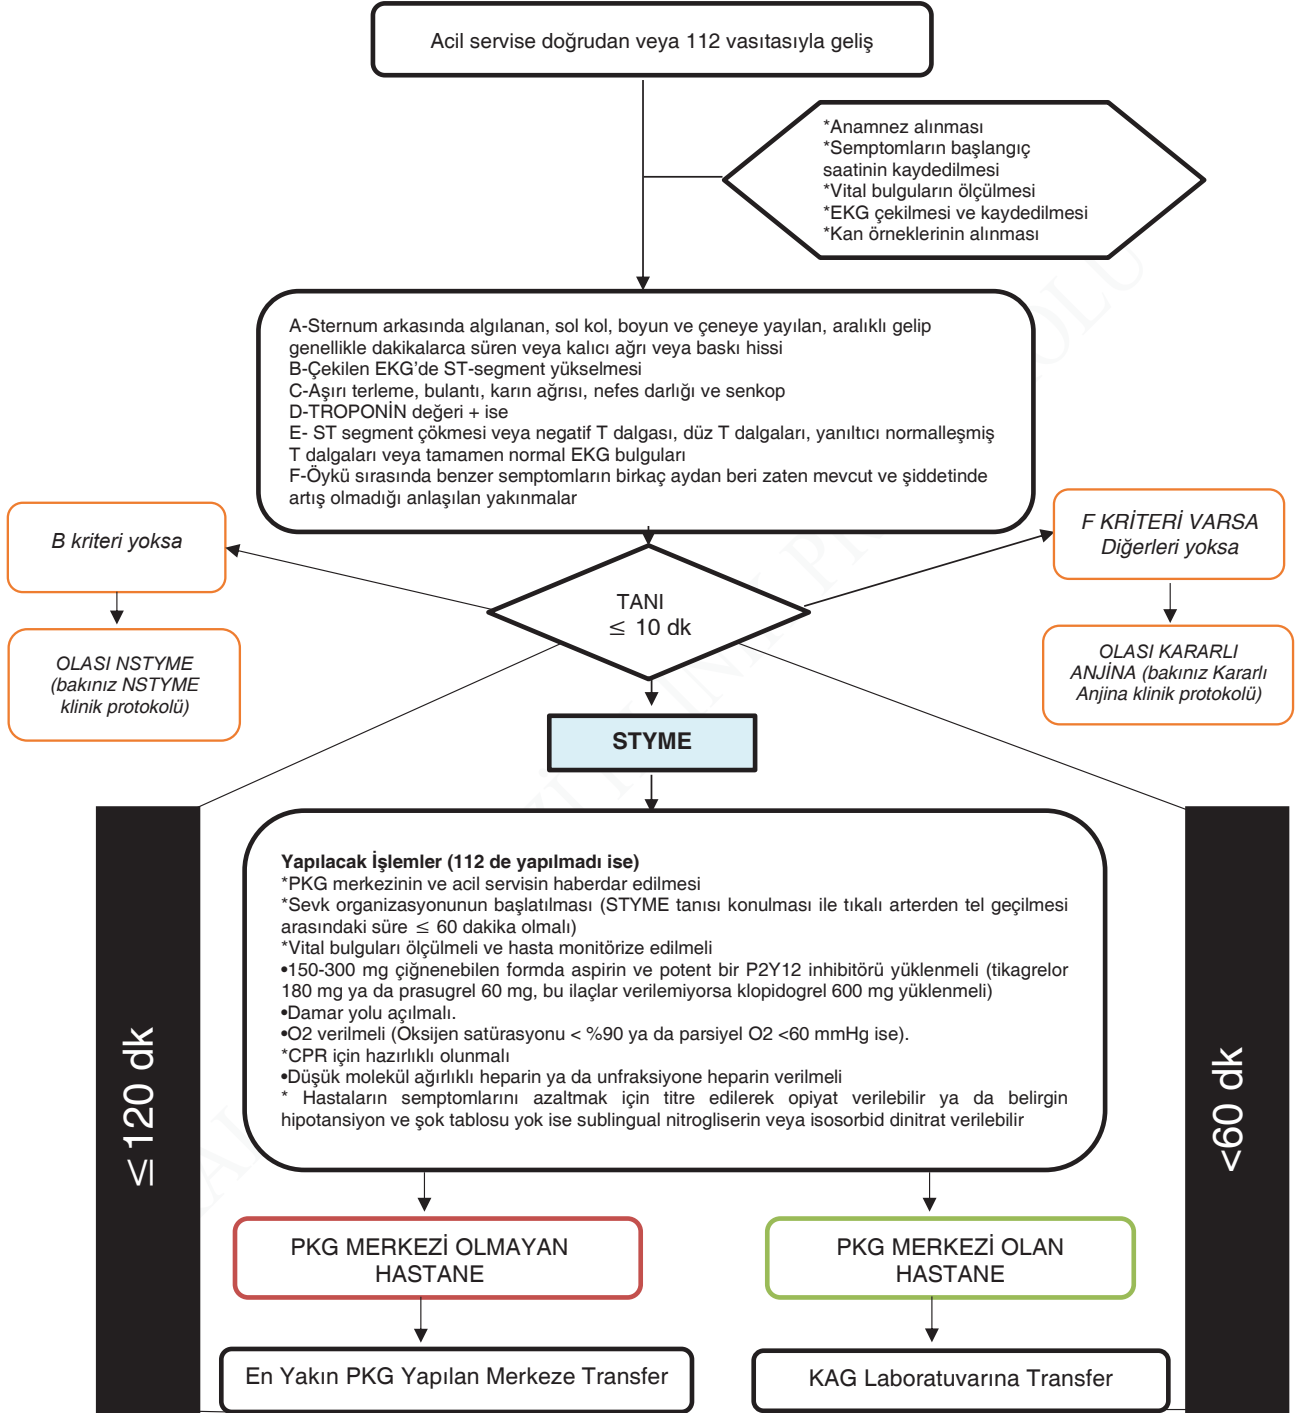 Acil servise doğrudan veya 112 vasıtasıyla geliş
*Anamnez alınması
*Semptomların başlangıç
saatinin kaydedilmesi
*Vital bulguların ölçülmesi
*EKG çekilmesi ve kaydedilmesi
*Kan örneklerinin alınması
A-Sternum arkasında algılanan, sol kol, boyun ve çeneye yayılan, aralıklı gelip
genellikle dakikalarca süren veya kalıcı ağrı veya baskı hissi
B-Çekilen EKG’de ST-segment yükselmesi
C-Aşırı terleme, bulantı, karın ağrısı, nefes darlığı ve senkop
D-TROPONİN değeri + ise
E- ST segment çökmesi veya negatif T dalgası, düz T dalgaları, yanıltıcı normalleşmiş
T dalgaları veya tamamen normal EKG bulguları
F-Öykü sırasında benzer semptomların birkaç aydan beri zaten mevcut ve şiddetinde
artış olmadığı anlaşılan yakınmalar
B kriteri yoksa
F KRİTERİ VARSA
Diğerleri yoksa
TANI
≤ 10 dk
OLASI NSTYME
(bakınız NSTYME
klinik protokolü)
OLASI KARARLI
ANJİNA (bakınız Kararlı
Anjina klinik protokolü)
STYME
Yapılacak İşlemler (112 de yapılmadı ise)
*PKG merkezinin ve acil servisin haberdar edilmesi
*Sevk organizasyonunun başlatılması (STYME tanısı konulması ile tıkalı arterden tel geçilmesi
arasındaki süre ≤ 60 dakika olmalı)
*Vital bulguları ölçülmeli ve hasta monitörize edilmeli
•150-300 mg çiğnenebilen formda aspirin ve potent bir P2Y12 inhibitörü yüklenmeli (tikagrelor
180 mg ya da prasugrel 60 mg, bu ilaçlar verilemiyorsa klopidogrel 600 mg yüklenmeli)
•Damar yolu açılmalı.
•O2 verilmeli (Oksijen satürasyonu < %90 ya da parsiyel O2 <60 mmHg ise).
*CPR için hazırlıklı olunmalı
•Düşük molekül ağırlıklı heparin ya da unfraksiyone heparin verilmeli
* Hastaların semptomlarını azaltmak için titre edilerek opiyat verilebilir ya da belirgin
hipotansiyon ve şok tablosu yok ise sublingual nitrogliserin veya isosorbid dinitrat verilebilir
≤120 dk
<60 dk
PKG MERKEZİ OLMAYAN
HASTANE
PKG MERKEZİ OLAN
HASTANE
En Yakın PKG Yapılan Merkeze Transfer
KAG Laboratuvarına Transfer